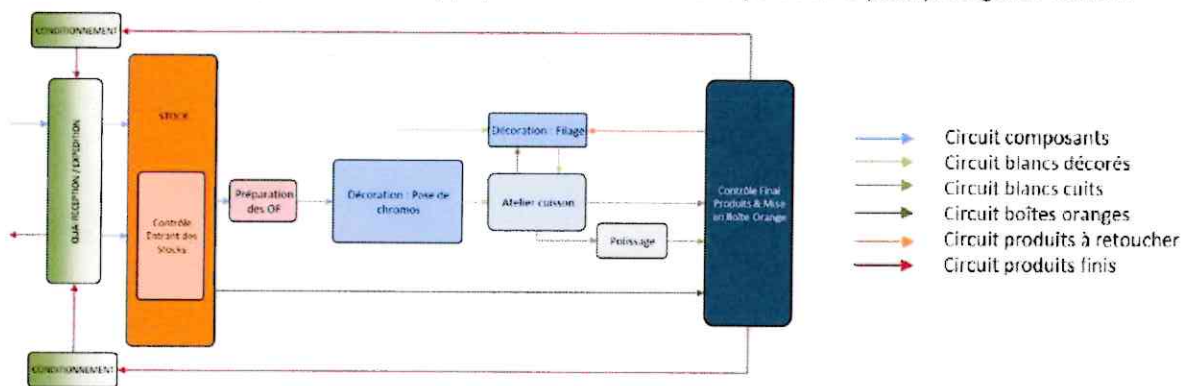 CONDITIONNEMENT
QUAI RECEPTION / EXPEDITION
STOCK
Contrôle
Entrant des
Stocks
Préparation
des OF
Décoration : Pose de
chromos
Décoration : Filage
Atelier cuisson
Polissage
Contrôle Final
Produits & Mise
en Boîte Orange
CONDITIONNEMENT
Circuit composants
Circuit blancs décorés
Circuit blancs cuits
Circuit boîtes oranges
Circuit produits à retoucher
Circuit produits finis